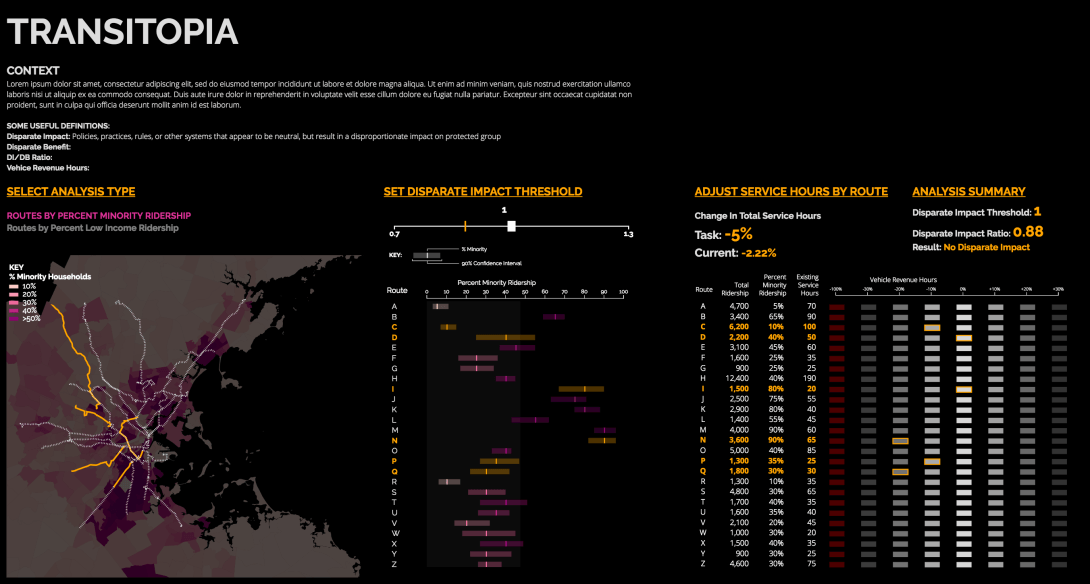 TRANSITOPIA
CONTEXT
Lorem ipsum dolor sit amet, consectetur adipiscing elit, sed do eiusmod tempor incididunt ut labore et dolore magna aliqua. Ut enim ad minim veniam, quis nostrud exercitation ullamco
laboris nisi ut aliquip ex ea commodo consequat. Duis aute irure dolor in reprehenderit in voluptate velit esse cillum dolore eu fugiat nulla pariatur. Excepteur sint occaecat cupidatat non
proident, sunt in culpa qui officia deserunt mollit anim id est laborum.
SOME USEFUL DEFINITIONS:
Disparate Impact: Policies, practices, rules, or other systems that appear to be neutral, but result in a disproportionate impact on protected group
Disparate Benefit:
DI/DB Ratio:
Vehice Revenue Hours:
SELECT ANALYSIS TYPE
ROUTES BY PERCENT MINORITY RIDERSHIP
Routes by Percent Low Income Ridership
KEY
% Minority Households
10%
20%
30%
40%
>50%
SET DISPARATE IMPACT THRESHOLD
1
0.7 1.3
KEY:
% Minority
90% Confidence Interval
Percent Minority Ridership
Route
0 10 20 30 40 50 60 70 80 90 100
A
B
C
D
E
F
G
H
I
J
K
L
M
N
O
P
Q
R
S
T
U
V
W
X
Y
Z
ADJUST SERVICE HOURS BY ROUTE
Change In Total Service Hours
Task: -5%
Current: -2.22%
ANALYSIS SUMMARY
Disparate Impact Threshold: 1
Disparate Impact Ratio: 0.88
Result: No Disparate Impact
Route Total Ridership Percent Minority Ridership Existing Service Hours
Vehicle Revenue Hours
-100% -30% -20% -10% 0% +10% +20% +30%
A 4,700 5% 70
B 3,400 65% 90
C 6,200 10% 100
D 2,200 40% 50
E 3,100 45% 60
F 1,600 25% 35
G 900 25% 25
H 12,400 40% 190
I 1,500 80% 20
J 2,500 75% 55
K 2,900 80% 40
L 1,400 55% 45
M 4,000 90% 60
N 3,600 90% 65
O 5,000 40% 85
P 1,300 35% 25
Q 1,800 30% 30
R 1,300 10% 35
S 4,800 30% 65
T 1,700 40% 35
U 1,600 35% 40
V 2,100 20% 45
W 1,000 30% 20
X 1,500 40% 35
Y 900 30% 25
Z 4,600 30% 75